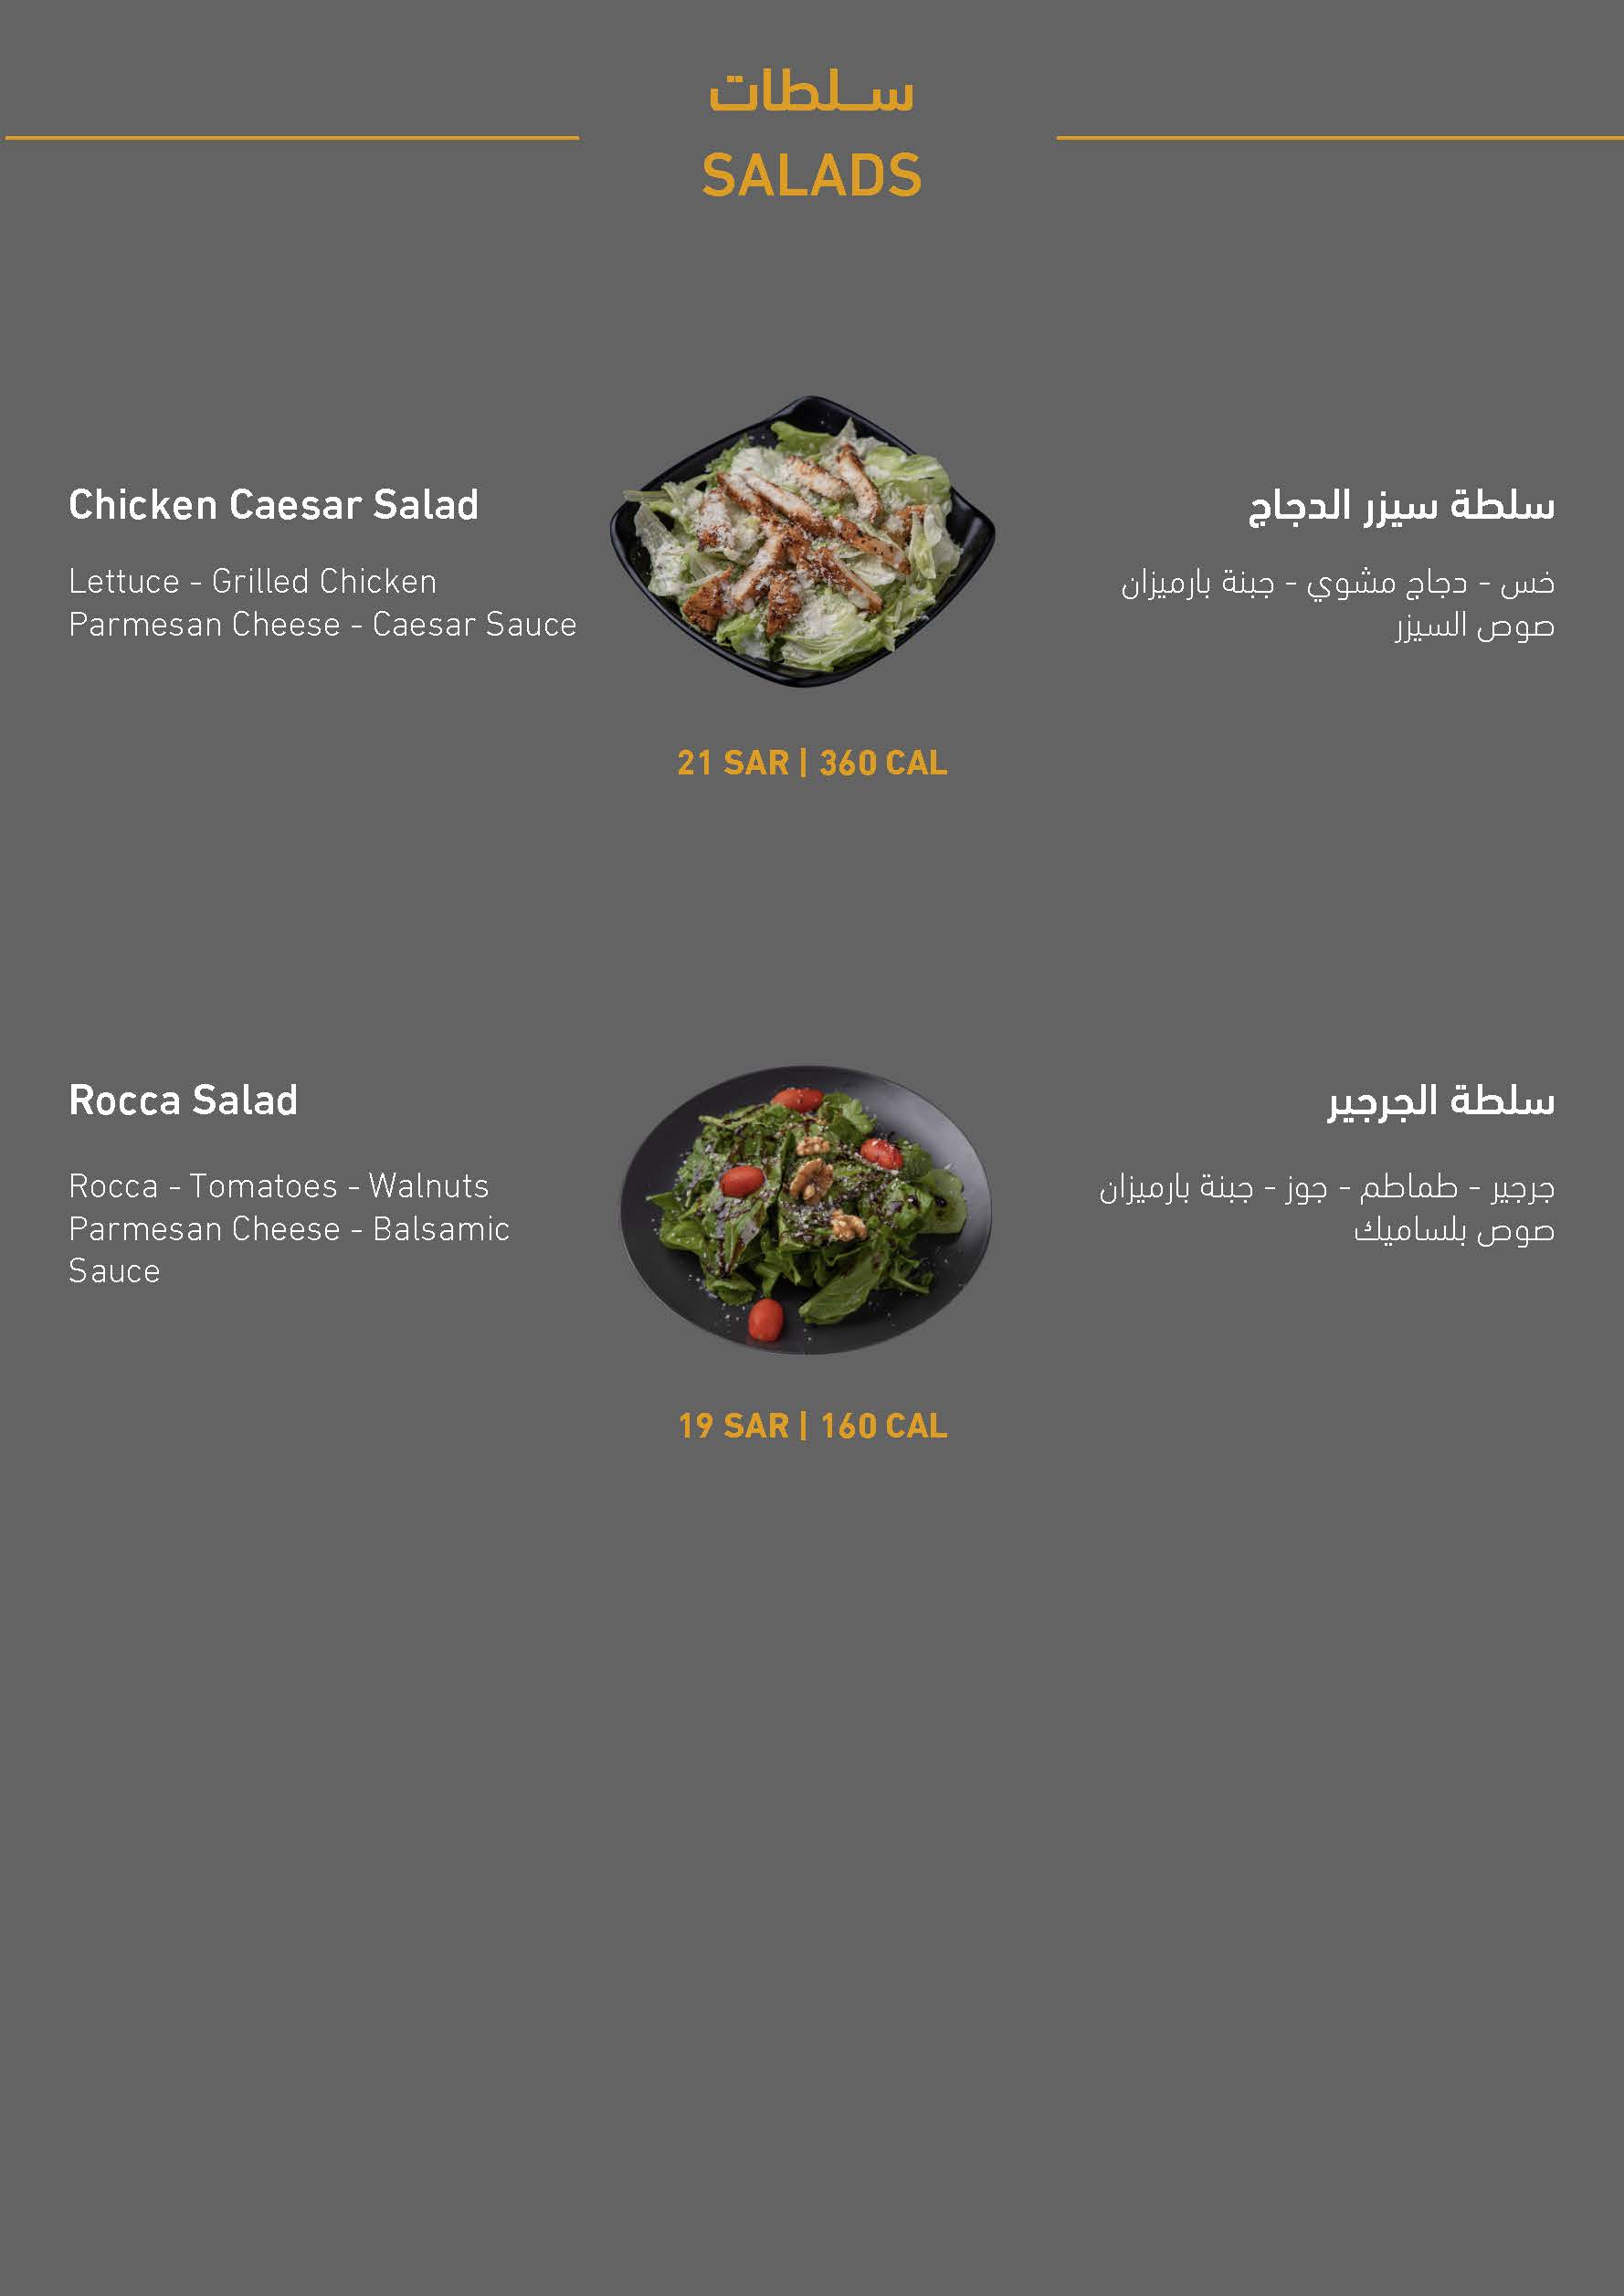 سلطات
SALADS
Chicken Caesar Salad
سلطة سيزر الدجاج
Lettuce - Grilled Chicken
Parmesan Cheese - Caesar Sauce
خس - دجاج مشوي - جبنة بارميزان
صوص السيزر
21 SAR | 360 CAL
Rocca Salad
سلطة الجرجير
Rocca - Tomatoes - Walnuts
Parmesan Cheese - Balsamic
Sauce
جرجير - طماطم - جوز - جبنة بارميزان
صوص بلساميك
19 SAR | 160 CAL